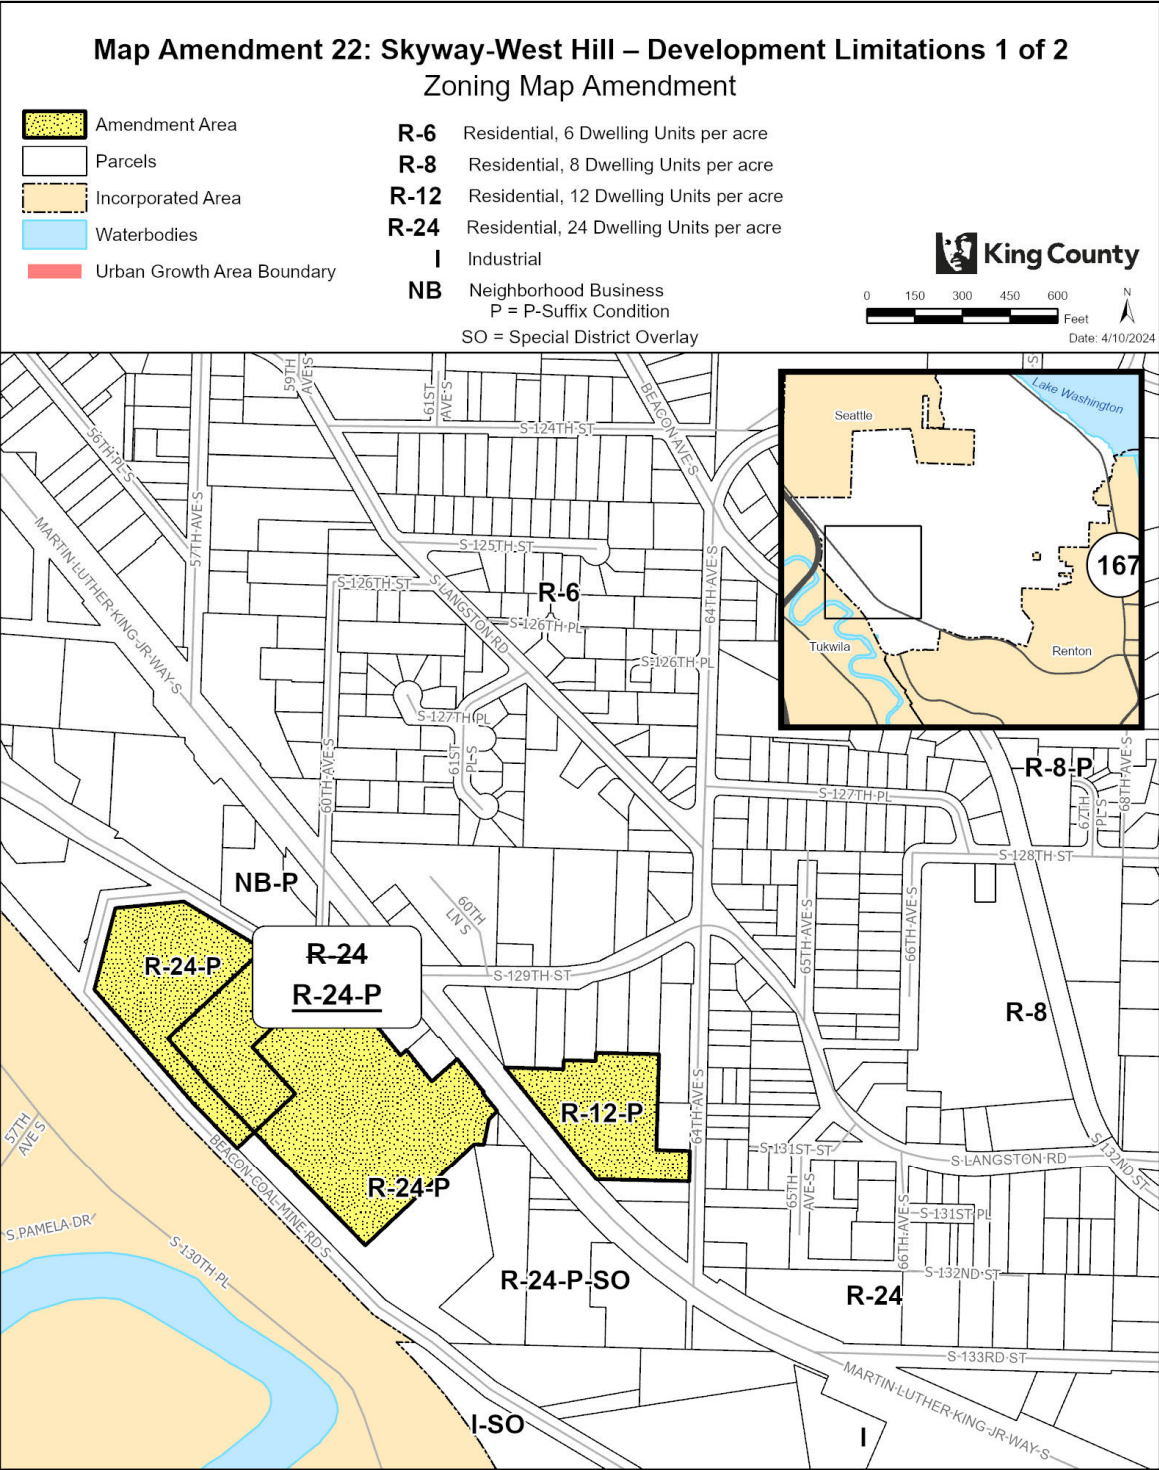 Map Amendment 22: Skyway-West Hill – Development Limitations 1 of 2
Zoning Map Amendment
Amendment Area
Parcels
Incorporated Area
Waterbodies
Urban Growth Area Boundary
R-6 Residential, 6 Dwelling Units per acre
R-8 Residential, 8 Dwelling Units per acre
R-12 Residential, 12 Dwelling Units per acre
R-24 Residential, 24 Dwelling Units per acre
I Industrial
NB Neighborhood Business
P = P-Suffix Condition
SO = Special District Overlay
King County
0 150 300 450 600
Feet
N
Date: 4/10/2024
59TH
AVE S
61ST
AVE S
BEACON AVE S
S
S 124TH ST
56TH PL S
57TH AVE S
MARTIN LUTHER KING JR WAY S
S 125TH ST
S 126TH ST
S LANGSTON RD
R-6
S 126TH PL
64TH AVE S
S 126TH PL
S 127TH PL
61ST
PL S
60TH AVE S
Seattle
Lake Washington
167
Tukwila
Renton
R-8-P
S 127TH PL
67TH
PL S
68TH AVE S
S 128TH ST
NB-P
60TH
LN S
65TH AVE S
66TH AVE S
R-24-P
R-24
R-24-P
S 129TH ST
R-8
R-12-P
64TH AVE S
57TH
AVE S
BEACON COAL MINE RD S
R-24-P
S 131ST ST
65TH
AVE S
S LANGSTON RD
S 132ND ST
S 131ST PL
66TH AVE S
S PAMELA DR
S 130TH PL
S 132ND ST
R-24-P-SO
R-24
S 133RD ST
MARTIN LUTHER KING JR WAY S
I-SO
I